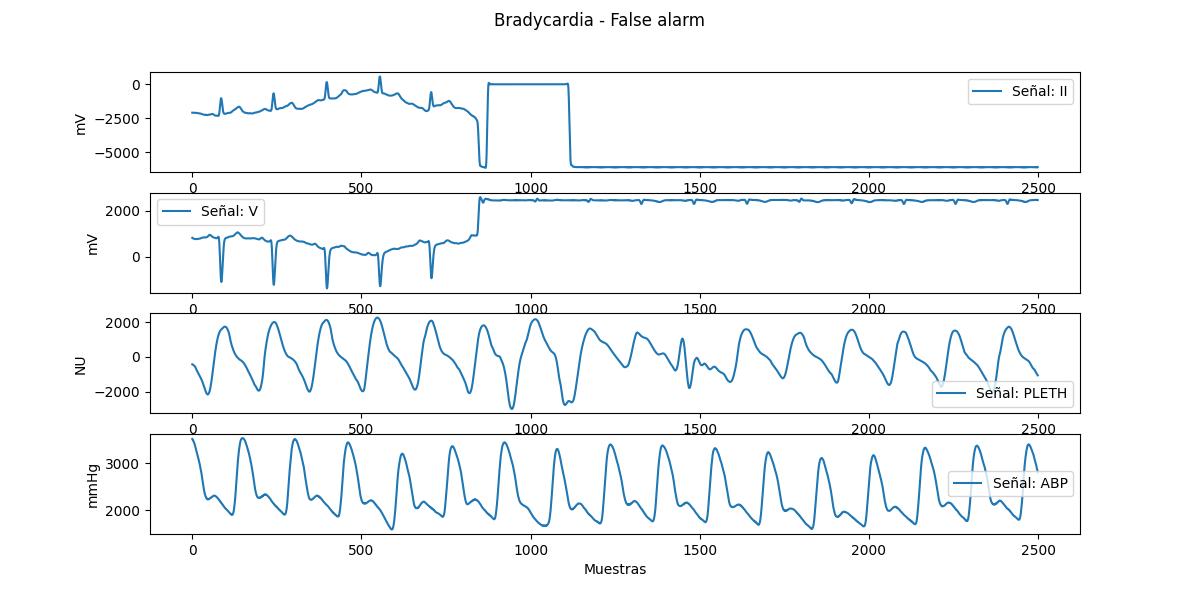 Bradycardia - False alarm
0
−2500
−5000
mV
Señal: II
0 500 1000 1500 2000 2500
2000
0
mV
Señal: V
0 500 1000 1500 2000 2500
2000
0
−2000
NU
Señal: PLETH
0 500 1000 1500 2000 2500
3000
2000
mmHg
Señal: ABP
0 500 1000 1500 2000 2500
Muestras